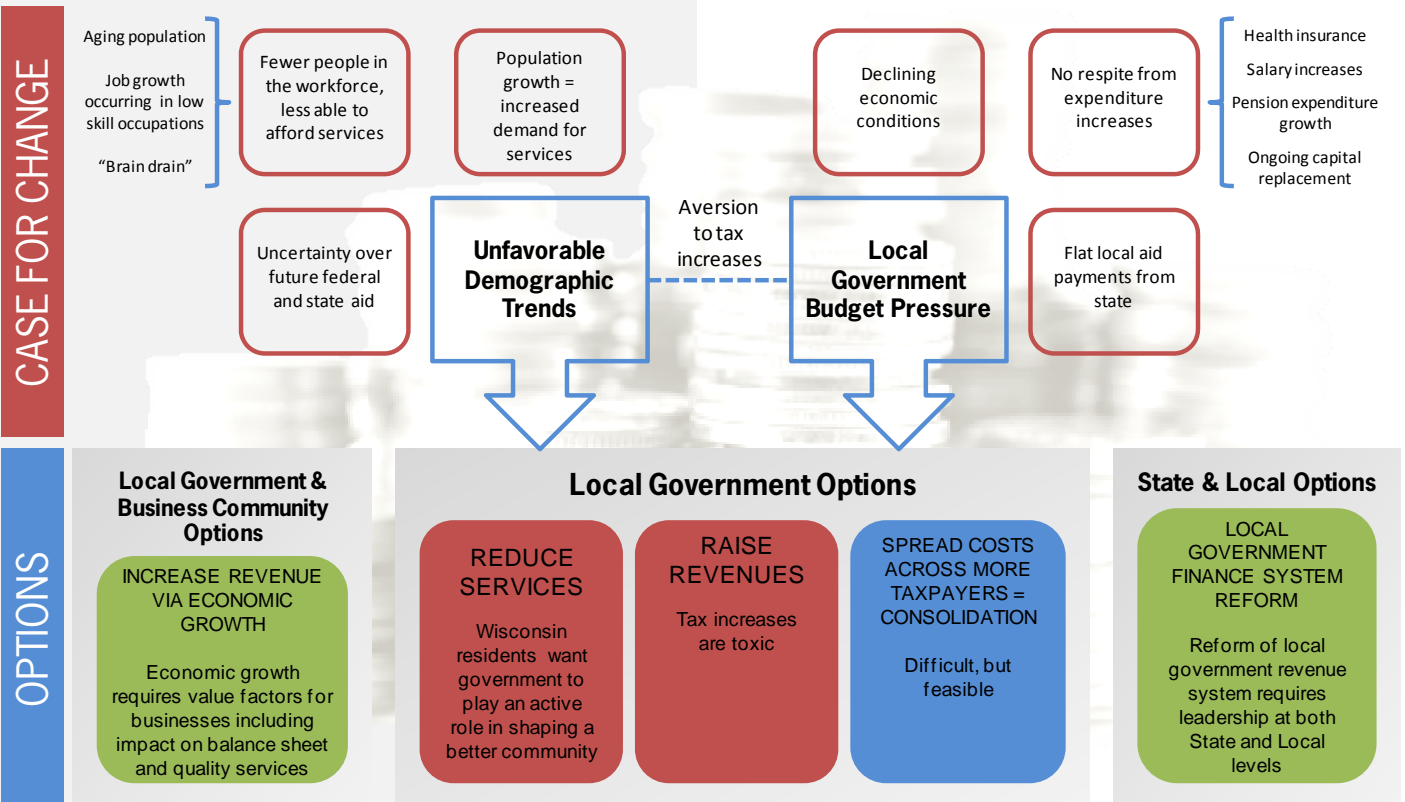 CASE FOR CHANGE
Aging population
Job growth
occurring in low
skill occupations
“Brain drain”
Fewer people in
the workforce,
less able to
afford services
Population
growth =
increased
demand for
services
Declining
economic
conditions
No respite from
expenditure
increases
Health insurance
Salary increases
Pension expenditure
growth
Ongoing capital
replacement
Uncertainty over
future federal
and state aid
Unfavorable
Demographic
Trends
Aversion
to tax
increases
Local
Government
Budget Pressure
Flat local aid
payments from
state
OPTIONS
Local Government &
Business Community
Options
INCREASE REVENUE
VIA ECONOMIC
GROWTH
Economic growth
requires value factors for
businesses including
impact on balance sheet
and quality services
Local Government Options
REDUCE
SERVICES
Wisconsin
residents want
government to
play an active
role in shaping a
better community
RAISE
REVENUES
Tax increases
are toxic
SPREAD COSTS
ACROSS MORE
TAXPAYERS =
CONSOLIDATION
Difficult, but
feasible
State & Local Options
LOCAL
GOVERNMENT
FINANCE SYSTEM
REFORM
Reform of local
government revenue
system requires
leadership at both
State and Local
levels